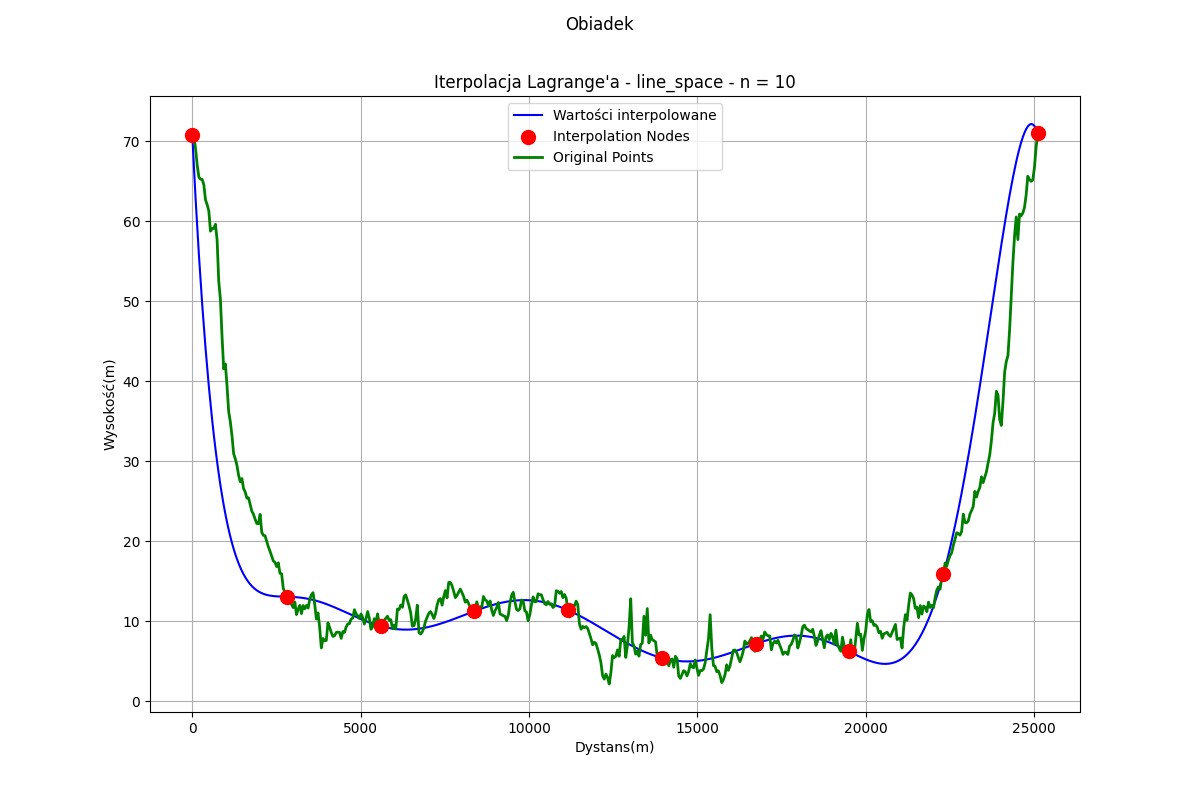 Obiadek
Iterpolacja Lagrange'a - line_space - n = 10
Wartości interpolowane
Interpolation Nodes
Original Points
70
60
50
40
30
20
10
0
Wysokość(m)
0 5000 10000 15000 20000 25000
Dystans(m)